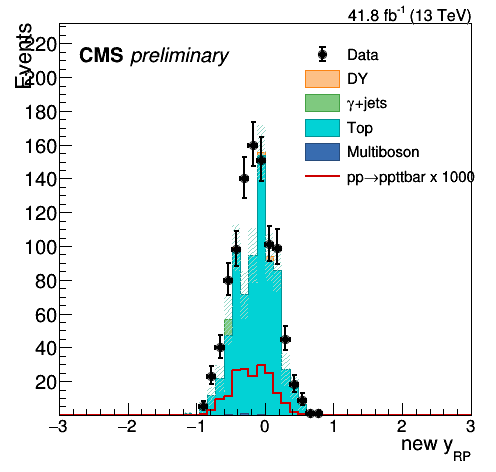 41.8 fb⁻¹ (13 TeV)
Events
CMS preliminary
Data
DY
γ+jets
Top
Multiboson
pp→ppttbar x 1000
220
200
180
160
140
120
100
80
60
40
20
−3 −2 −1 0 1 2 3
new y_RP